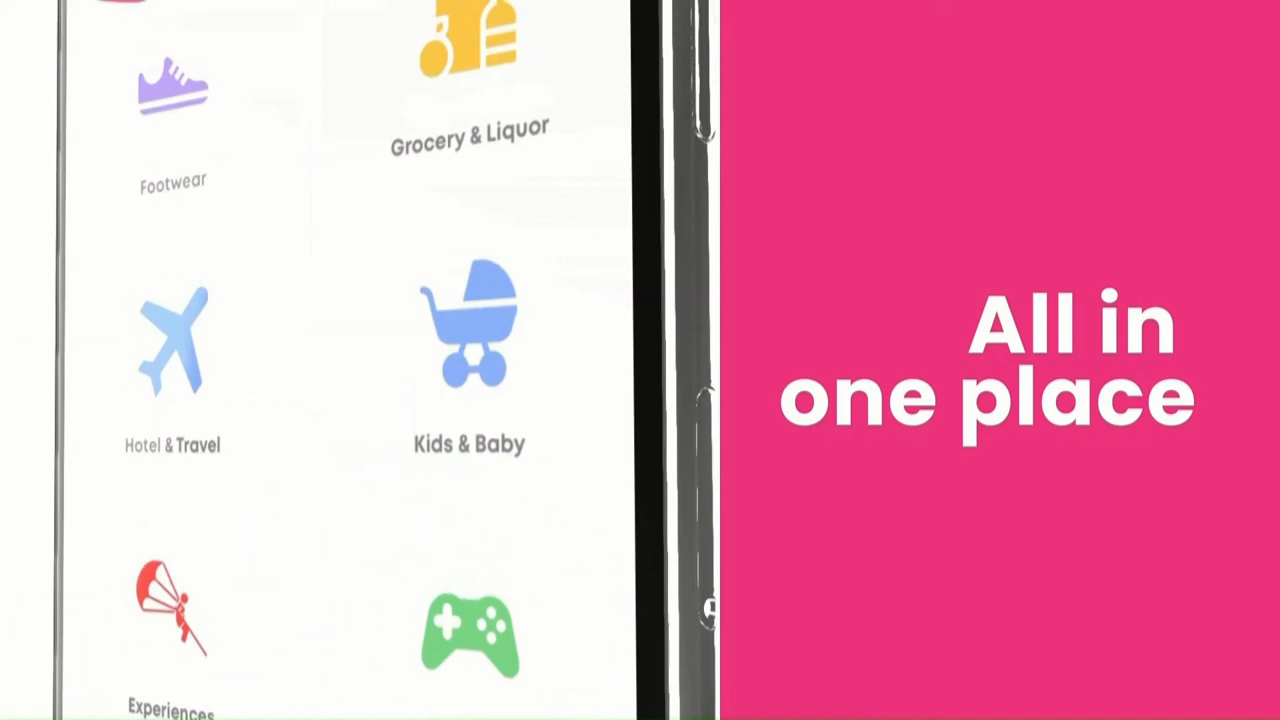 Footwear
Grocery & Liquor
Hotel & Travel
Kids & Baby
Experiences
All in
one place